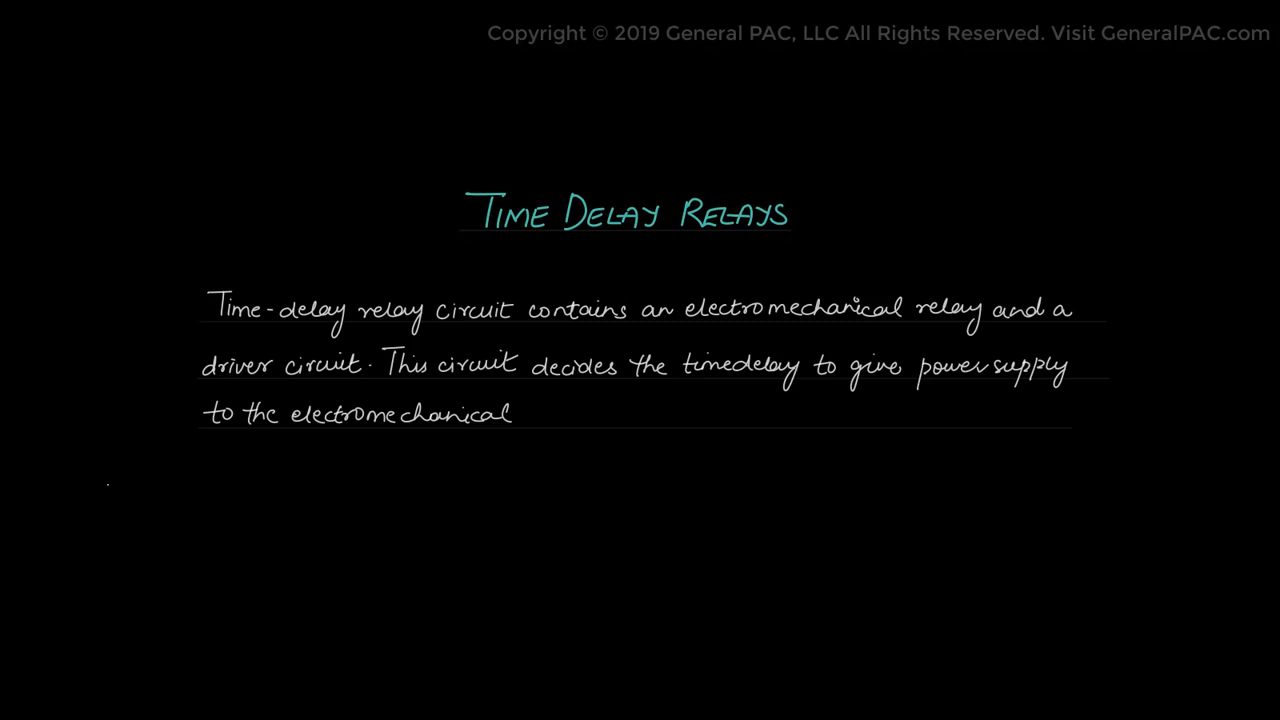 Copyright © 2019 General PAC, LLC All Rights Reserved. Visit GeneralPAC.com
TIME DELAY RELAYS
Time-delay relay circuit contains an electromechanical relay and a
driver circuit. This circuit decides the timedelay to give power supply
to the electromechanical